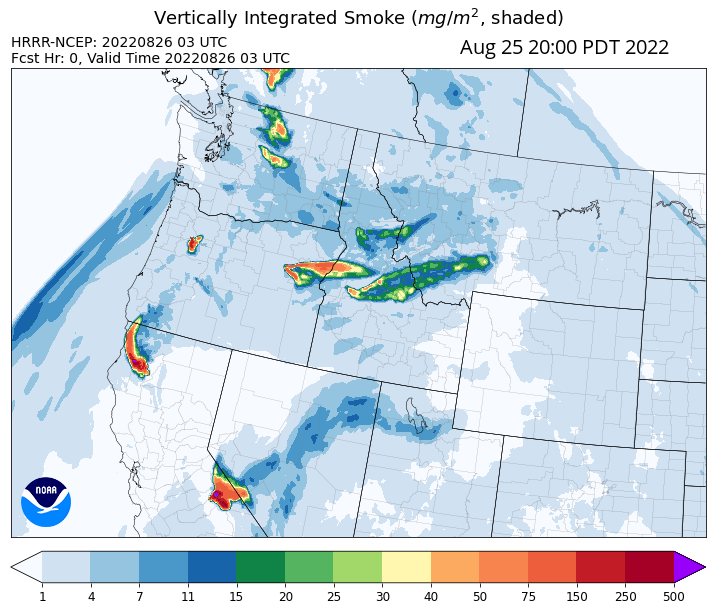 Vertically Integrated Smoke (mg/m², shaded)
HRRR-NCEP: 20220826 03 UTC
Fcst Hr: 0, Valid Time 20220826 03 UTC
Aug 25 20:00 PDT 2022
NOAA
1 4 7 11 15 20 25 30 40 50 75 150 250 500